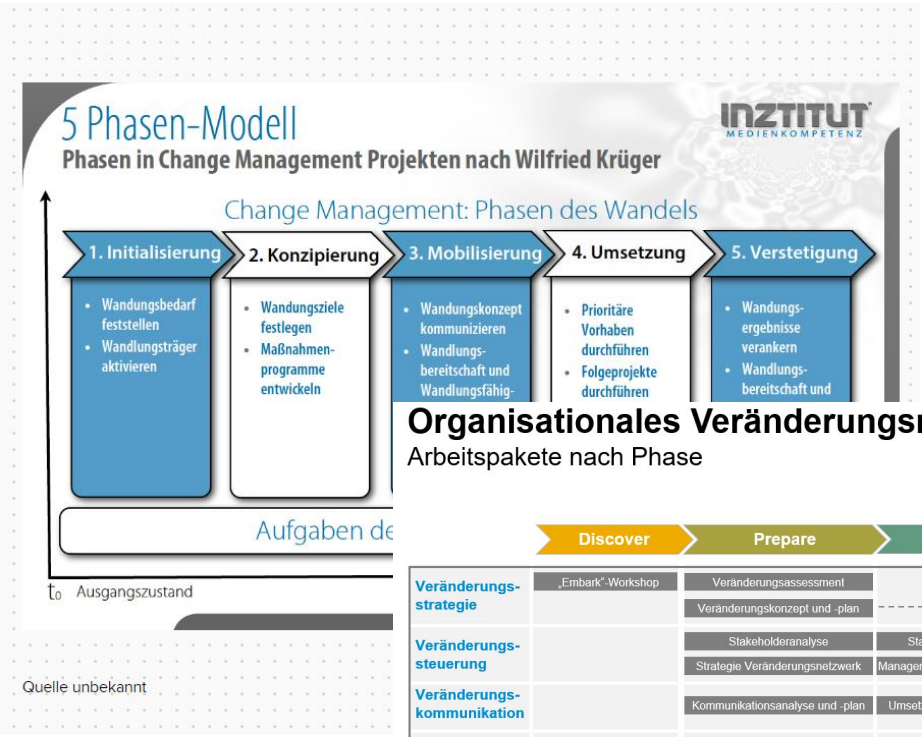 5 Phasen-Modell
Phasen in Change Management Projekten nach Wilfried Krüger
INZTITUT
MEDIENKOMPETENZ
Change Management: Phasen des Wandels
1. Initialisierung
• Wandungsbedarf
feststellen
• Wandlungsträger
aktivieren
2. Konzipierung
• Wandungsziele
festlegen
• Maßnahmen-
programme
entwickeln
3. Mobilisierung
• Wandungskonzept
kommunizieren
• Wandlungs-
bereitschaft und
Wandlungsfähig-
4. Umsetzung
• Prioritäre
Vorhaben
durchführen
• Folgeprojekte
durchführen
5. Verstetigung
• Wandungs-
ergebnisse
verankern
• Wandlungs-
bereitschaft und
Aufgaben de
t0 Ausgangszustand
Quelle unbekannt
Organisationales Veränderungs
Arbeitspakete nach Phase
Discover
Prepare
Veränderungs-
strategie
„Embark"-Workshop
Veränderungsassessment
Veränderungskonzept und -plan
Veränderungs-
steuerung
Stakeholderanalyse
Sta
Strategie Veränderungsnetzwerk
Manager
Veränderungs-
kommunikation
Kommunikationsanalyse und -plan
Umset